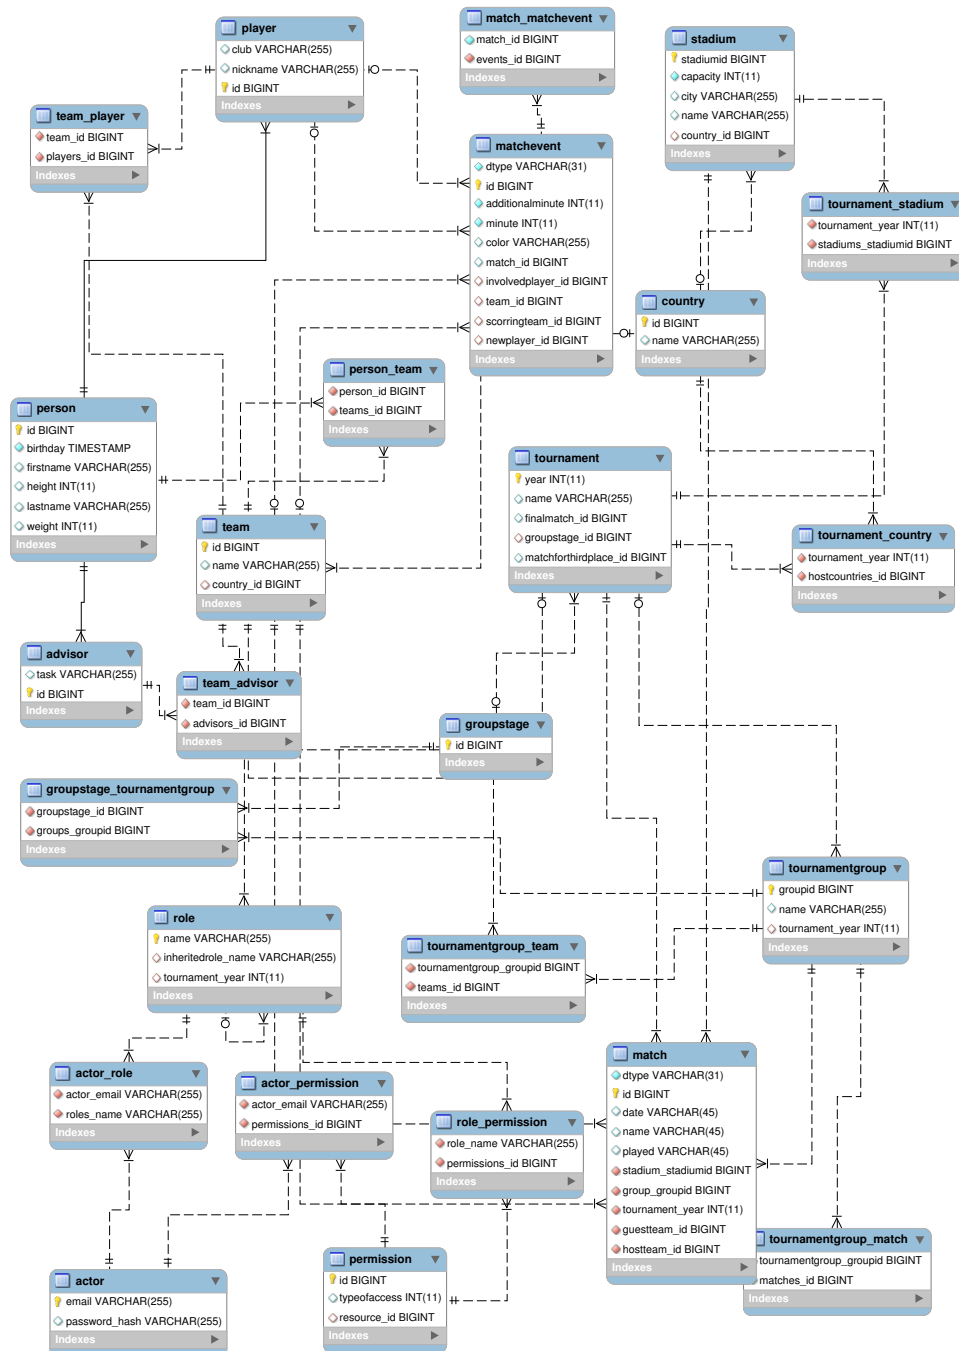 player
club VARCHAR(255)
nickname VARCHAR(255)
id BIGINT
Indexes
match_matchevent
match_id BIGINT
events_id BIGINT
Indexes
stadium
stadiumid BIGINT
capacity INT(11)
city VARCHAR(255)
name VARCHAR(255)
country_id BIGINT
Indexes
team_player
team_id BIGINT
players_id BIGINT
Indexes
matchevent
dtype VARCHAR(31)
id BIGINT
additionalminute INT(11)
minute INT(11)
color VARCHAR(255)
match_id BIGINT
involvedplayer_id BIGINT
team_id BIGINT
scorringteam_id BIGINT
newplayer_id BIGINT
Indexes
tournament_stadium
tournament_year INT(11)
stadiums_stadiumid BIGINT
Indexes
country
id BIGINT
name VARCHAR(255)
Indexes
person_team
person_id BIGINT
teams_id BIGINT
Indexes
person
id BIGINT
birthday TIMESTAMP
firstname VARCHAR(255)
height INT(11)
lastname VARCHAR(255)
weight INT(11)
Indexes
tournament
year INT(11)
name VARCHAR(255)
finalmatch_id BIGINT
groupstage_id BIGINT
matchforthirdplace_id BIGINT
Indexes
team
id BIGINT
name VARCHAR(255)
country_id BIGINT
Indexes
tournament_country
tournament_year INT(11)
hostcountries_id BIGINT
Indexes
advisor
task VARCHAR(255)
id BIGINT
Indexes
team_advisor
team_id BIGINT
advisors_id BIGINT
Indexes
groupstage
id BIGINT
Indexes
groupstage_tournamentgroup
groupstage_id BIGINT
groups_groupid BIGINT
Indexes
tournamentgroup
groupid BIGINT
name VARCHAR(255)
tournament_year INT(11)
Indexes
role
name VARCHAR(255)
inheritedrole_name VARCHAR(255)
tournament_year INT(11)
Indexes
tournamentgroup_team
tournamentgroup_groupid BIGINT
teams_id BIGINT
Indexes
match
dtype VARCHAR(31)
id BIGINT
date VARCHAR(45)
name VARCHAR(45)
played VARCHAR(45)
stadium_stadiumid BIGINT
group_groupid BIGINT
tournament_year INT(11)
guestteam_id BIGINT
hostteam_id BIGINT
Indexes
actor_role
actor_email VARCHAR(255)
roles_name VARCHAR(255)
Indexes
actor_permission
actor_email VARCHAR(255)
permissions_id BIGINT
Indexes
role_permission
role_name VARCHAR(255)
permissions_id BIGINT
Indexes
tournamentgroup_match
tournamentgroup_groupid BIGINT
matches_id BIGINT
Indexes
permission
id BIGINT
typeofaccess INT(11)
resource_id BIGINT
Indexes
actor
email VARCHAR(255)
password_hash VARCHAR(255)
Indexes